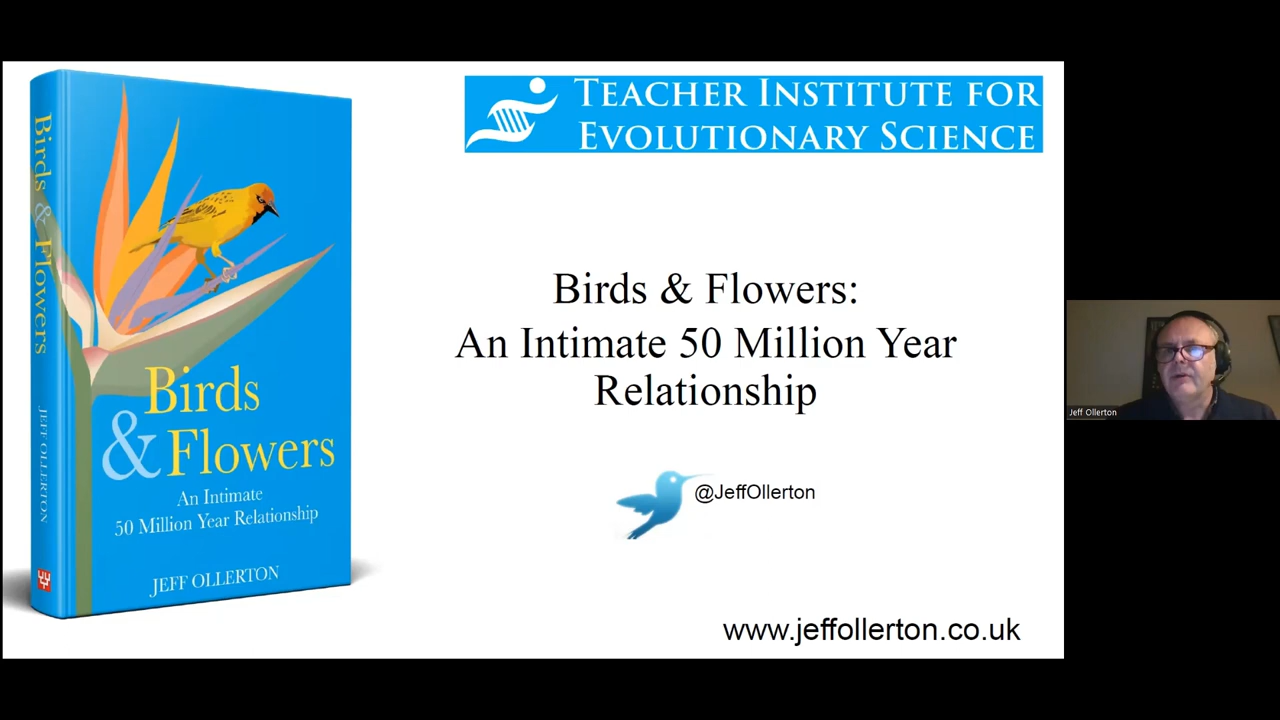 Birds & Flowers
JEFF OLLERTON
Birds
& Flowers
An Intimate
50 Million Year Relationship
JEFF OLLERTON
TEACHER INSTITUTE FOR
EVOLUTIONARY SCIENCE
Birds & Flowers:
An Intimate 50 Million Year
Relationship
@JeffOllerton
www.jeffollerton.co.uk
Jeff Ollerton